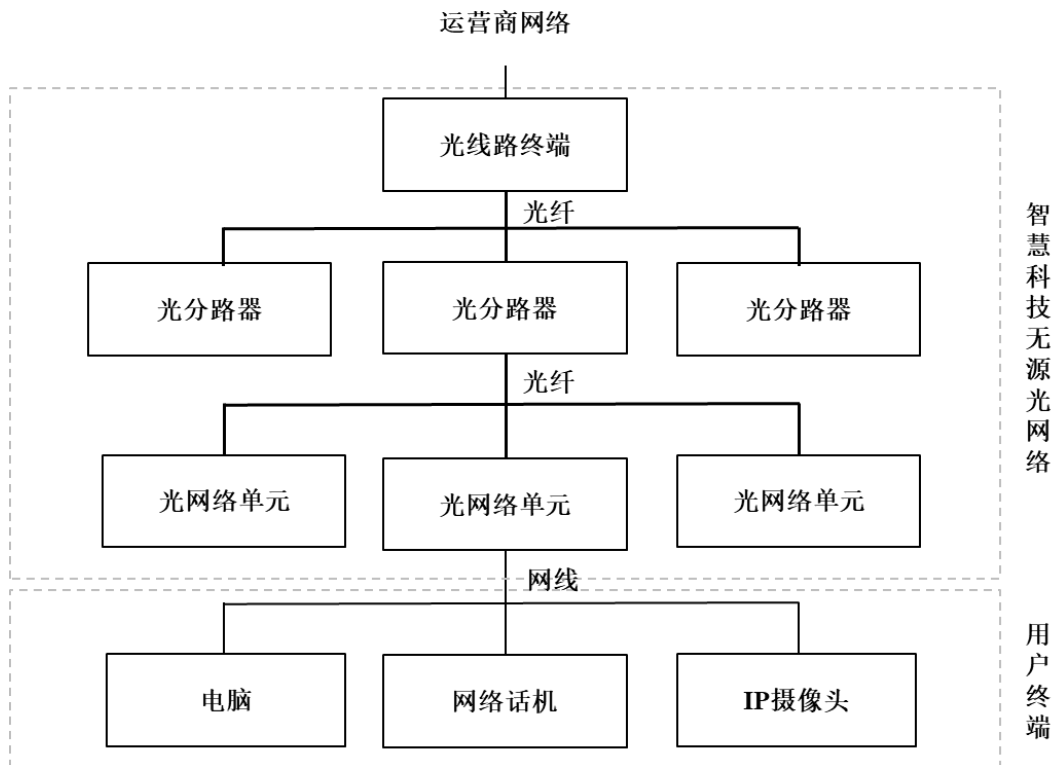 运营商网络
光线路终端
光纤
光分路器
光分路器
光分路器
光纤
光网络单元
光网络单元
光网络单元
网线
电脑
网络话机
IP摄像头
智慧科技无源光网络
用户终端